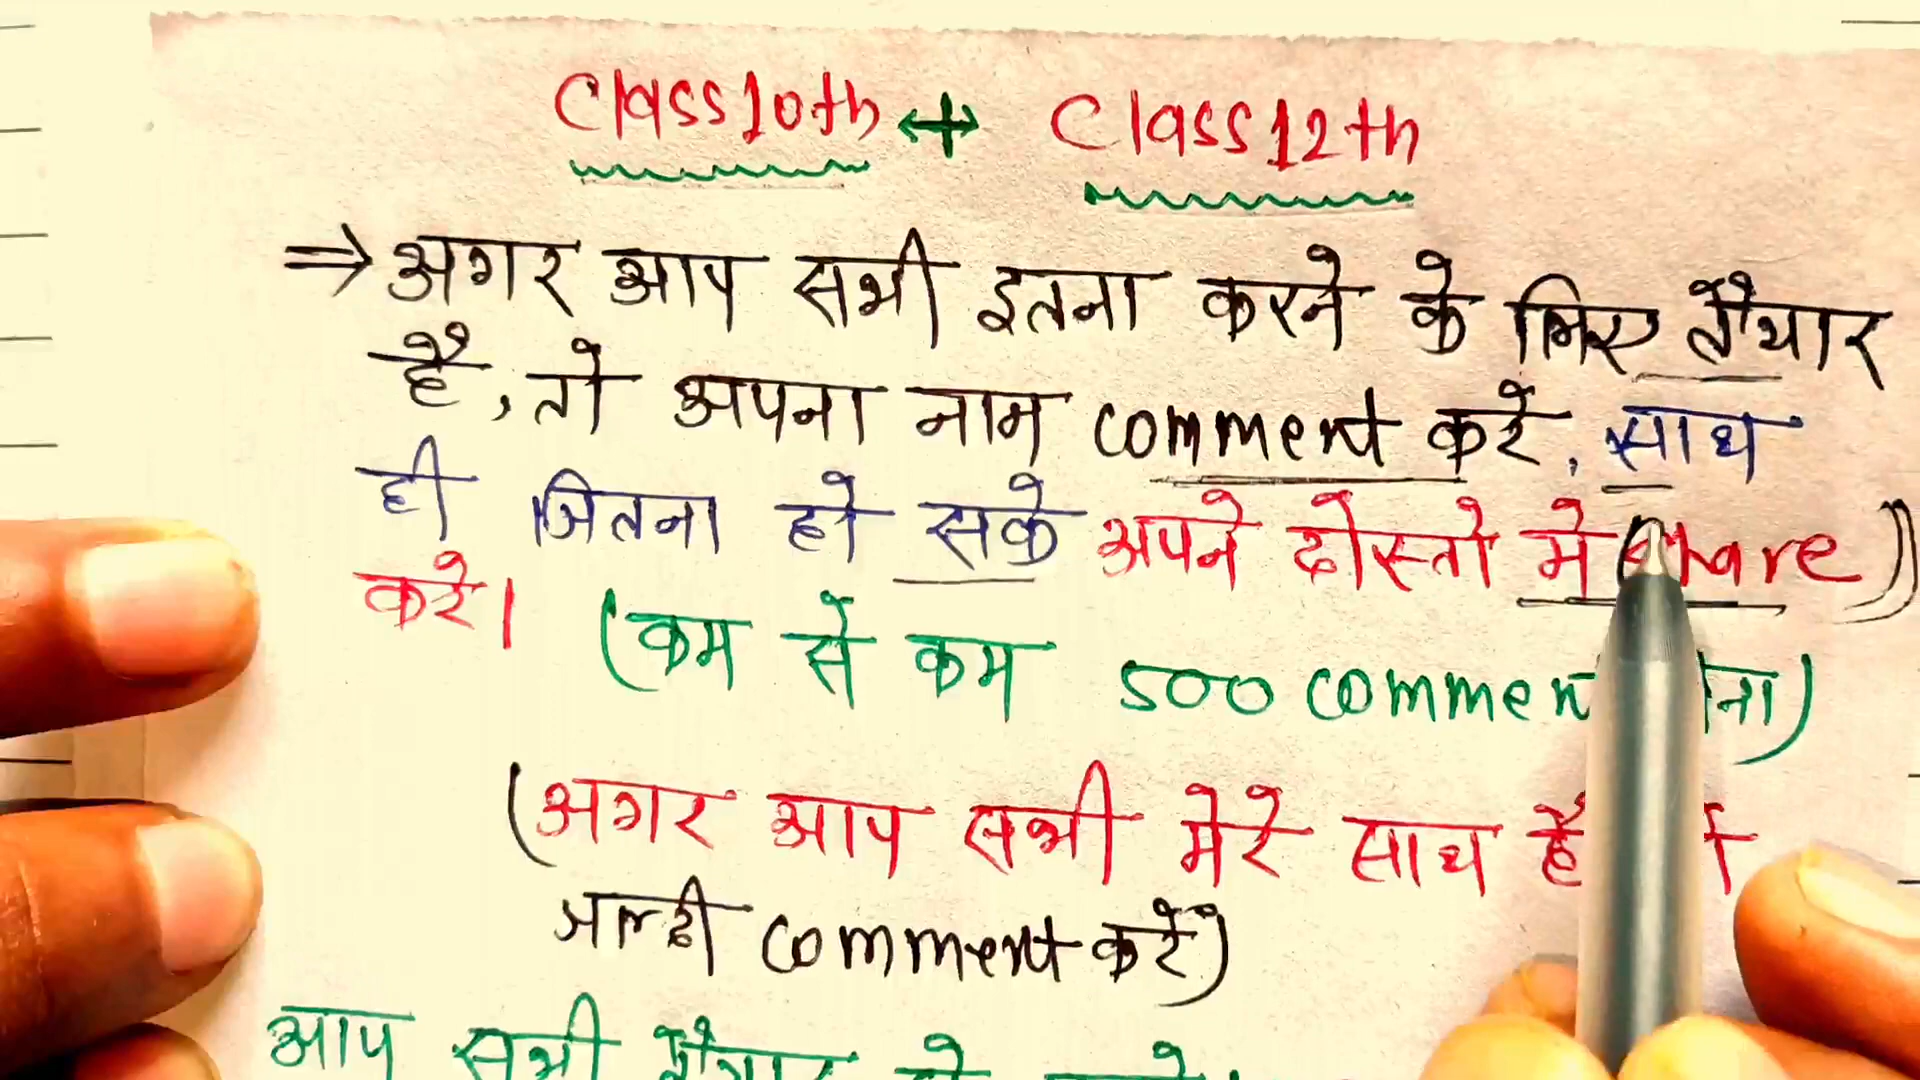 Class 10th ↔ Class 12th
⇒ अगर आप सभी इतना करने के लिए तैयार
है, तो अपना नाम comment करें, साथ
ही जितना हो सके अपने दोस्तो मे share
करे।
(कम से कम 500 comment
(अगर आप सभी मेरे साथ है
जल्दी comment करें)
आप सभी तैयार